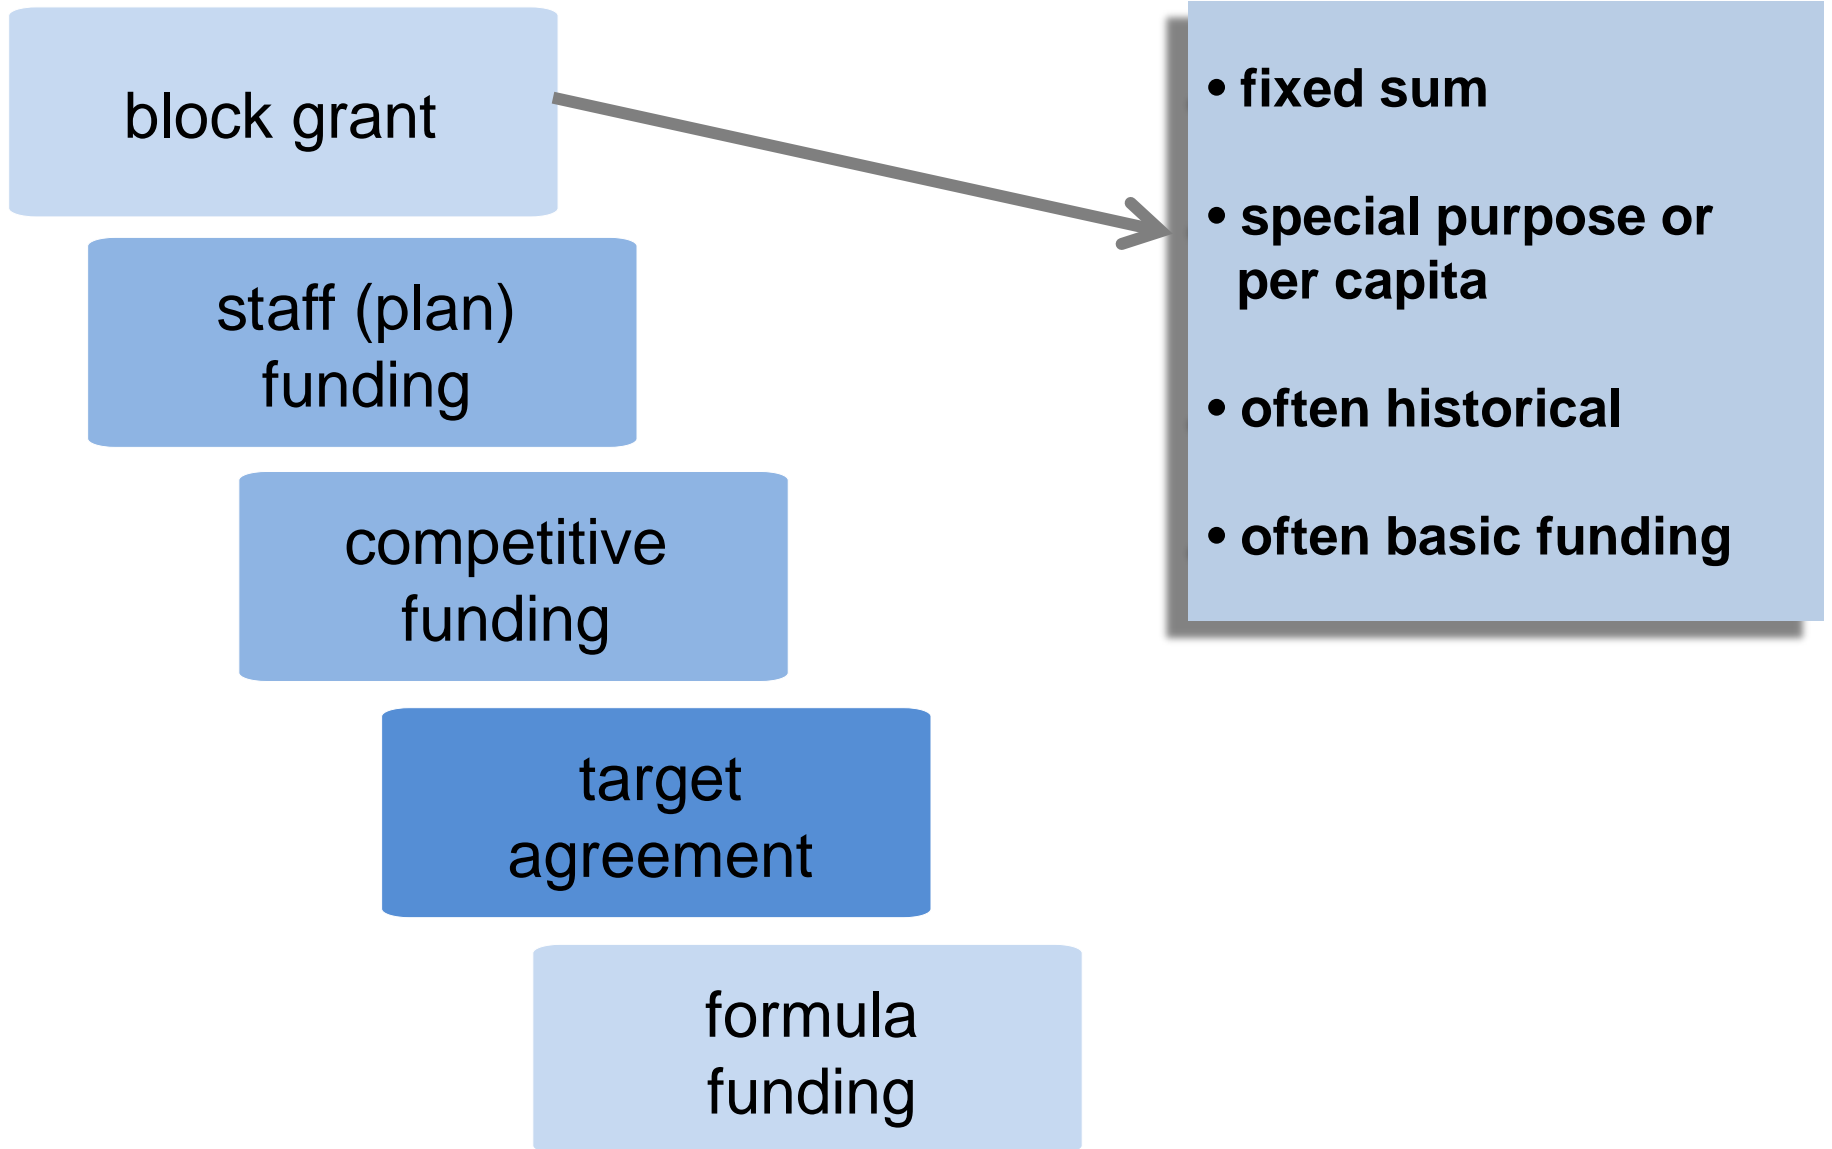 block grant
staff (plan)
funding
competitive
funding
target
agreement
formula
funding
• fixed sum
• special purpose or
per capita
• often historical
• often basic funding